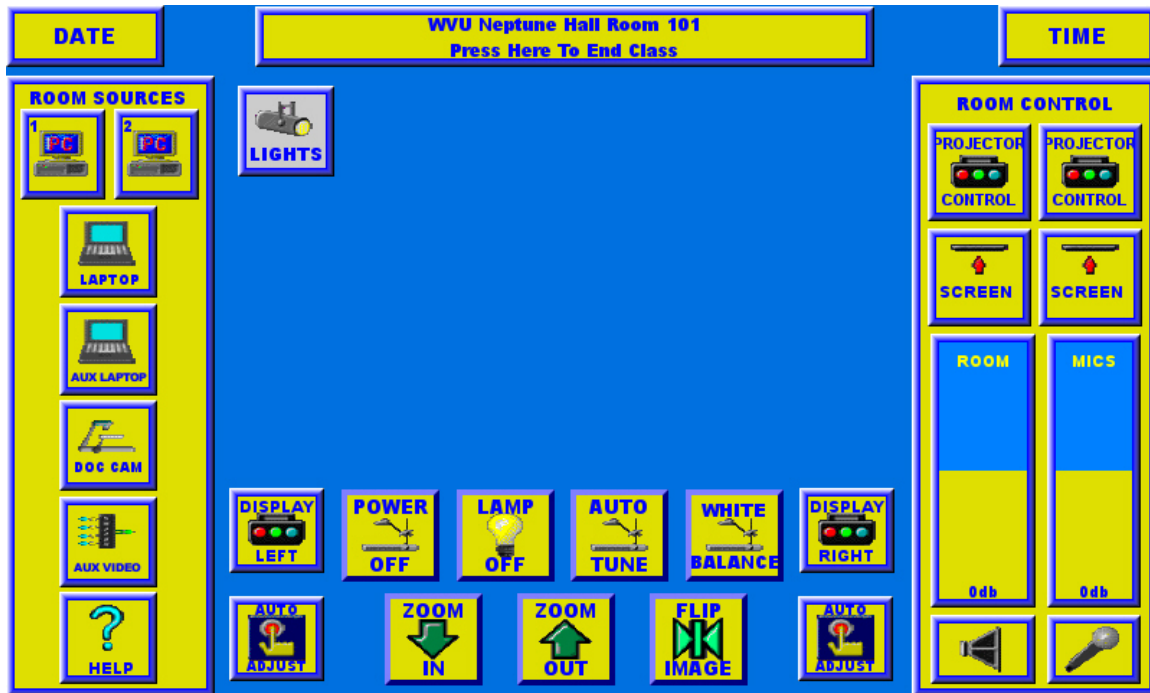 DATE
WVU Neptune Hall Room 101
Press Here To End Class
TIME
ROOM SOURCES
1
PC
2
PC
LAPTOP
AUX LAPTOP
DOC CAM
AUX VIDEO
HELP
LIGHTS
DISPLAY
LEFT
POWER
OFF
LAMP
OFF
AUTO
TUNE
WHITE
BALANCE
DISPLAY
RIGHT
AUTO
ADJUST
ZOOM
IN
ZOOM
OUT
FLIP
IMAGE
AUTO
ADJUST
ROOM CONTROL
PROJECTOR
CONTROL
PROJECTOR
CONTROL
SCREEN
SCREEN
ROOM
0db
MICS
0db